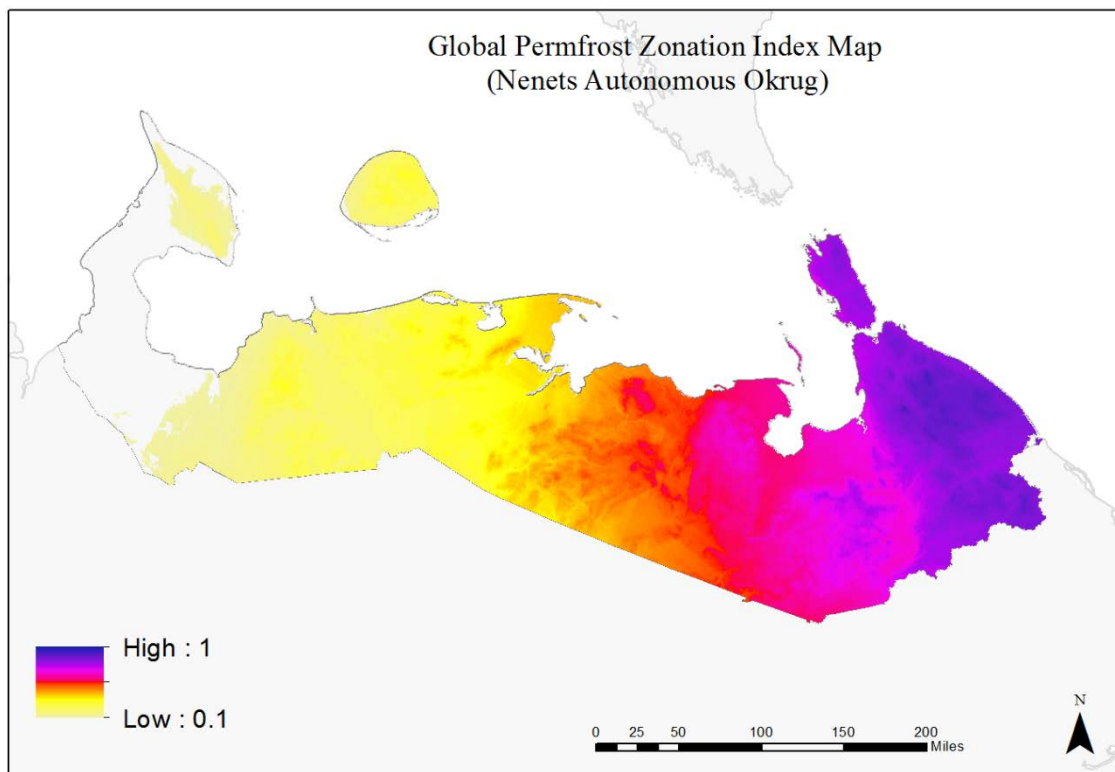 Global Permfrost Zonation Index Map
(Nenets Autonomous Okrug)
High : 1
Low : 0.1
0 25 50 100 150 200
Miles
N